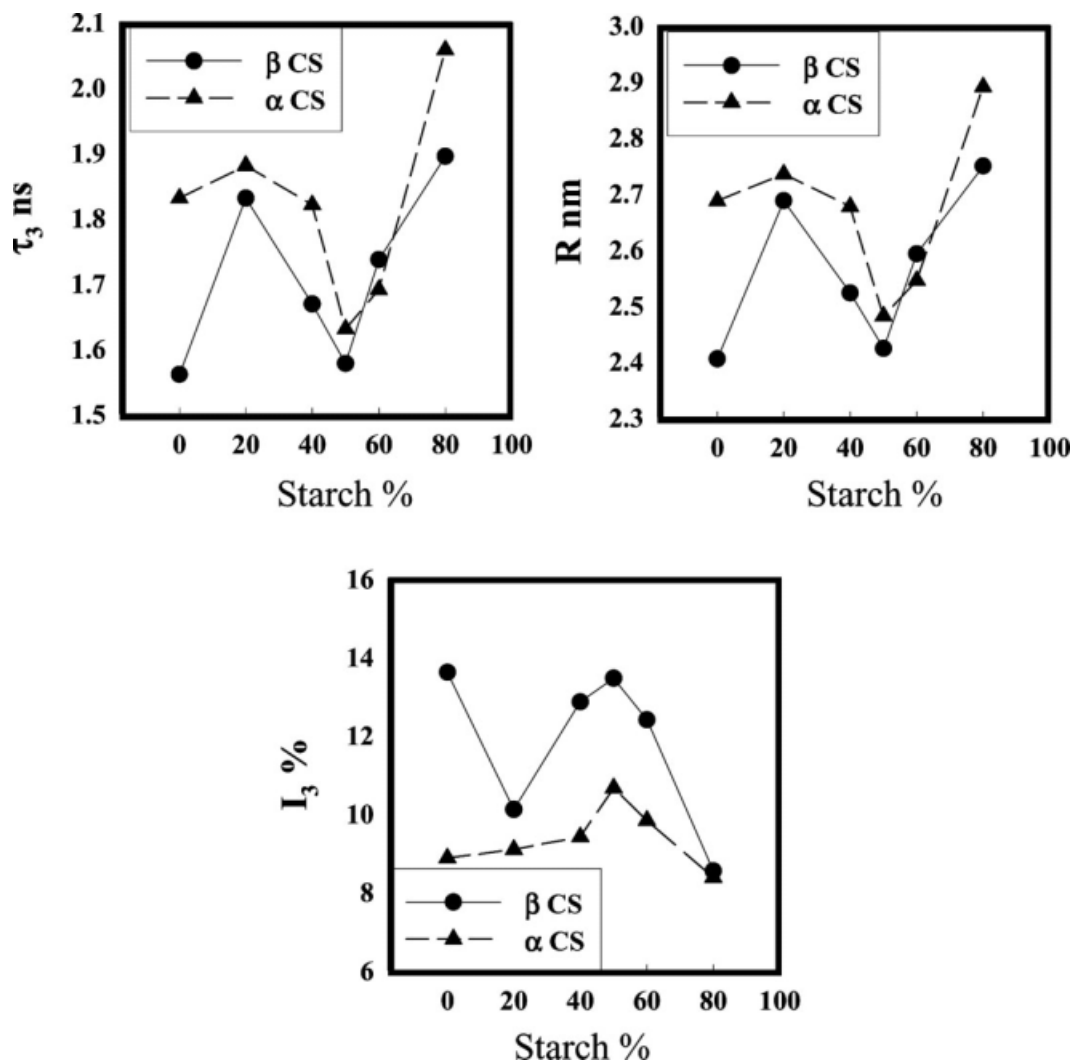 2.1
2.0
1.9
1.8
1.7
1.6
1.5
τ₃ ns
β CS
α CS
0 20 40 60 80 100
Starch %
3.0
2.9
2.8
2.7
2.6
2.5
2.4
2.3
R nm
β CS
α CS
0 20 40 60 80 100
Starch %
16
14
12
10
8
6
I₃ %
β CS
α CS
0 20 40 60 80 100
Starch %